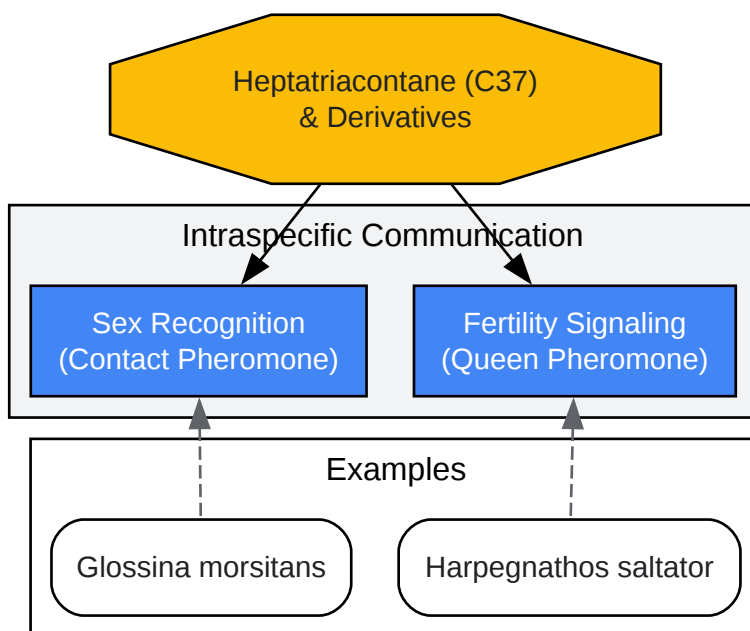 Heptatriacontane (C37)
& Derivatives
Intraspecific Communication
Sex Recognition
(Contact Pheromone)
Fertility Signaling
(Queen Pheromone)
Examples
Glossina morsitans
Harpegnathos saltator